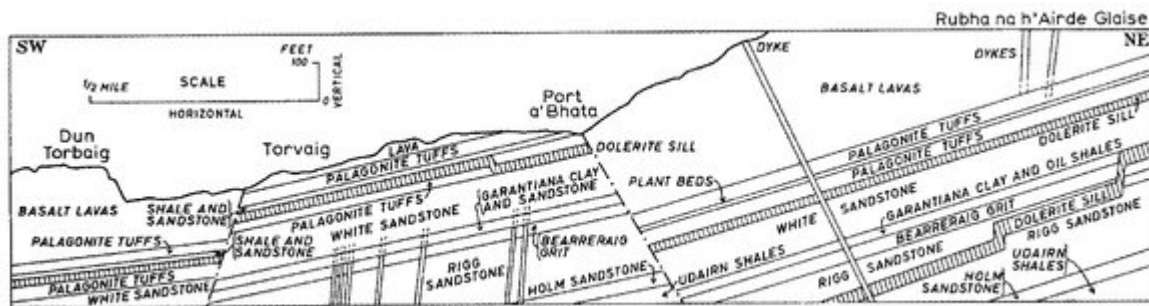 Rubha na h'Airde Glaise
SW
NE
FEET
100
SCALE
VERTICAL
½ MILE
0
HORIZONTAL
DYKE
DYKES
Port
a'Bhata
BASALT LAVAS
Dun
Torbaig
Torvaig
LAVA
PALAGONITE TUFFS
DOLERITE SILL
PALAGONITE TUFFS
PALAGONITE TUFFS
DOLERITE SILL
BASALT LAVAS
SHALE AND
SANDSTONE
PALAGONITE TUFFS
WHITE SANDSTONE
GARANTIANA CLAY
AND SANDSTONE
PLANT BEDS
WHITE
SANDSTONE
GARANTIANA CLAY AND OIL SHALES
PALAGONITE TUFFS
SHALE AND
SANDSTONE
BEARRERAIG
GRIT
BEARRERAIG GRIT
DOLERITE SILL
PALAGONITE TUFFS
WHITE SANDSTONE
RIGG
SANDSTONE
HOLM SANDSTONE
UDAIRN SHALES
RIGG
SANDSTONE
RIGG
SANDSTONE
HOLM
SANDSTONE
UDAIRN
SHALES